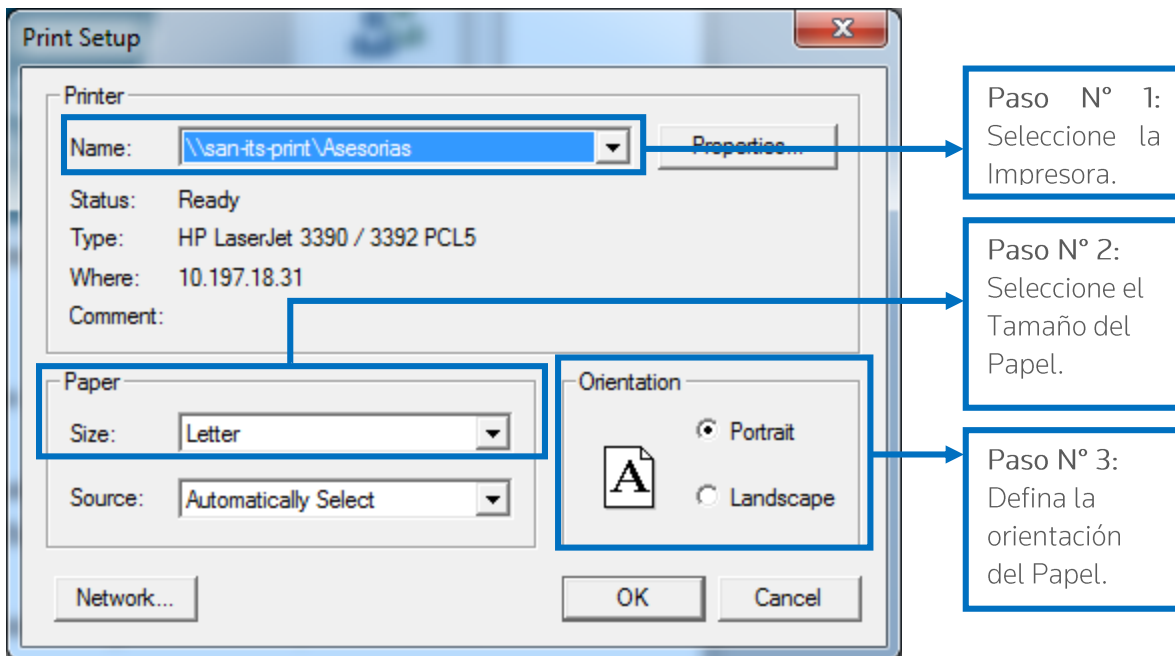 Print Setup
Printer
Name: \\san-its-print\Asesorias Properties...
Status: Ready
Type: HP LaserJet 3390 / 3392 PCL5
Where: 10.197.18.31
Comment:
Paper
Size: Letter
Source: Automatically Select
Orientation
A
Portrait
Landscape
Network...
OK Cancel
Paso N° 1:
Seleccione la
Impresora.
Paso N° 2:
Seleccione el
Tamaño del
Papel.
Paso N° 3:
Defina la
orientación
del Papel.